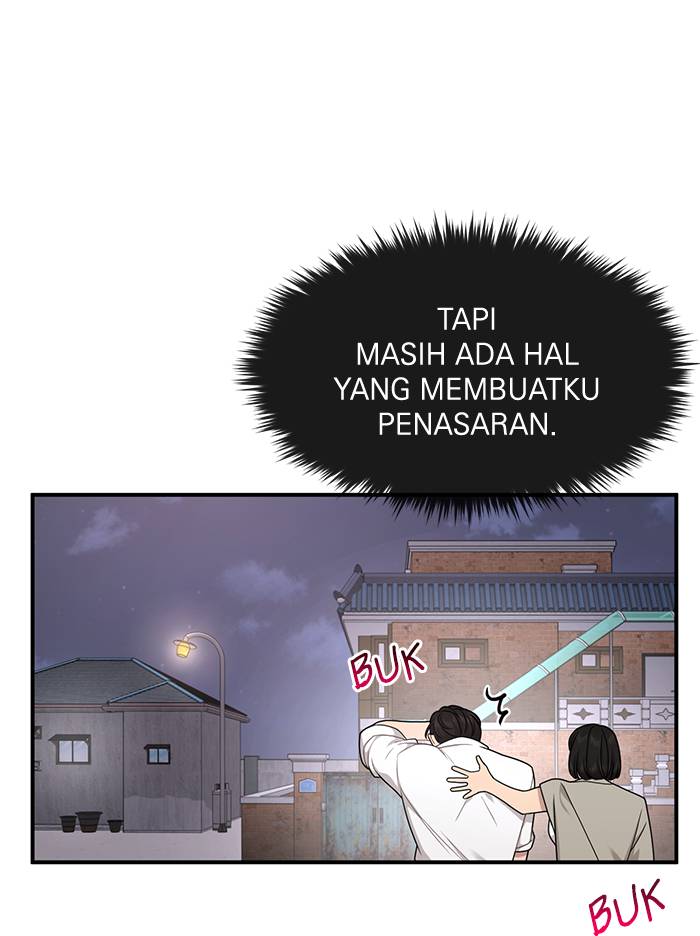 TAPI
MASIH ADA HAL
YANG MEMBUATKU
PENASARAN.
BUK
BUK